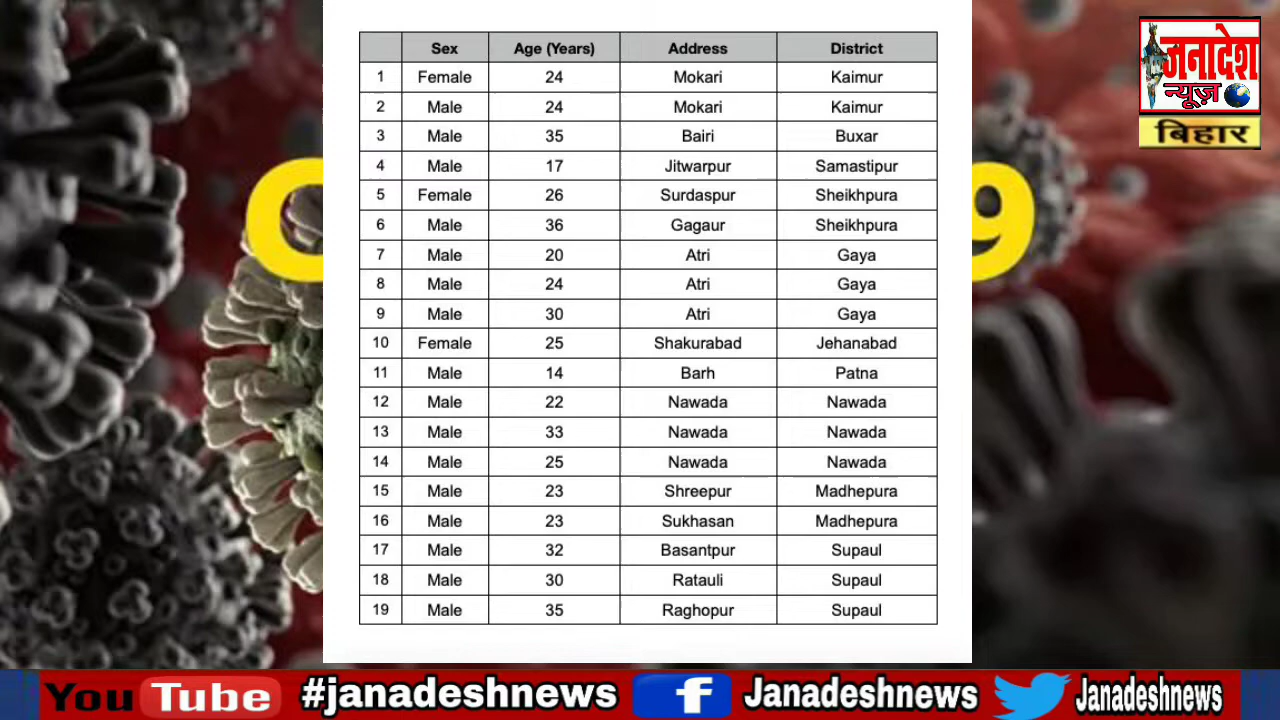 Sex Age (Years) Address District
1 Female 24 Mokari Kaimur
2 Male 24 Mokari Kaimur
3 Male 35 Bairi Buxar
4 Male 17 Jitwarpur Samastipur
5 Female 26 Surdaspur Sheikhpura
6 Male 36 Gagaur Sheikhpura
7 Male 20 Atri Gaya
8 Male 24 Atri Gaya
9 Male 30 Atri Gaya
10 Female 25 Shakurabad Jehanabad
11 Male 14 Barh Patna
12 Male 22 Nawada Nawada
13 Male 33 Nawada Nawada
14 Male 25 Nawada Nawada
15 Male 23 Shreepur Madhepura
16 Male 23 Sukhasan Madhepura
17 Male 32 Basantpur Supaul
18 Male 30 Ratauli Supaul
19 Male 35 Raghopur Supaul
जनादेश
न्यूज़
बिहार
9
You Tube #janadeshnews f Janadeshnews Janadeshnews